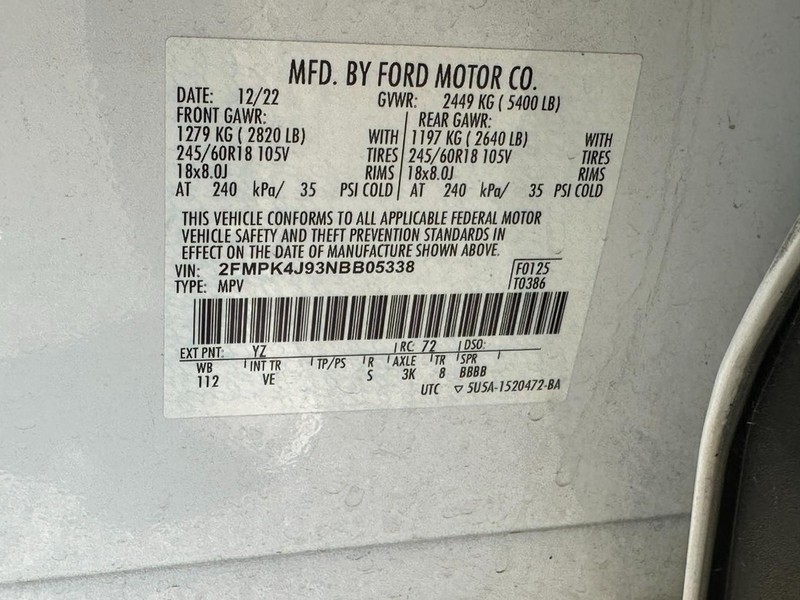 MFD. BY FORD MOTOR CO.
DATE: 12/22 GVWR: 2449 KG ( 5400 LB)
FRONT GAWR: REAR GAWR:
1279 KG ( 2820 LB) WITH 1197 KG ( 2640 LB) WITH
245/60R18 105V TIRES 245/60R18 105V TIRES
18x8.0J RIMS 18x8.0J RIMS
AT 240 kPa/ 35 PSI COLD AT 240 kPa/ 35 PSI COLD
THIS VEHICLE CONFORMS TO ALL APPLICABLE FEDERAL MOTOR
VEHICLE SAFETY AND THEFT PREVENTION STANDARDS IN
EFFECT ON THE DATE OF MANUFACTURE SHOWN ABOVE.
VIN: 2FMPK4J93NBB05338 F0125
TYPE: MPV T0386
EXT PNT: YZ RC: 72 DSO:
WB INT TR TP/PS R AXLE TR SPR
112 VE S 3K 8 BBBB
UTC ▽ 5U5A-1520472-BA